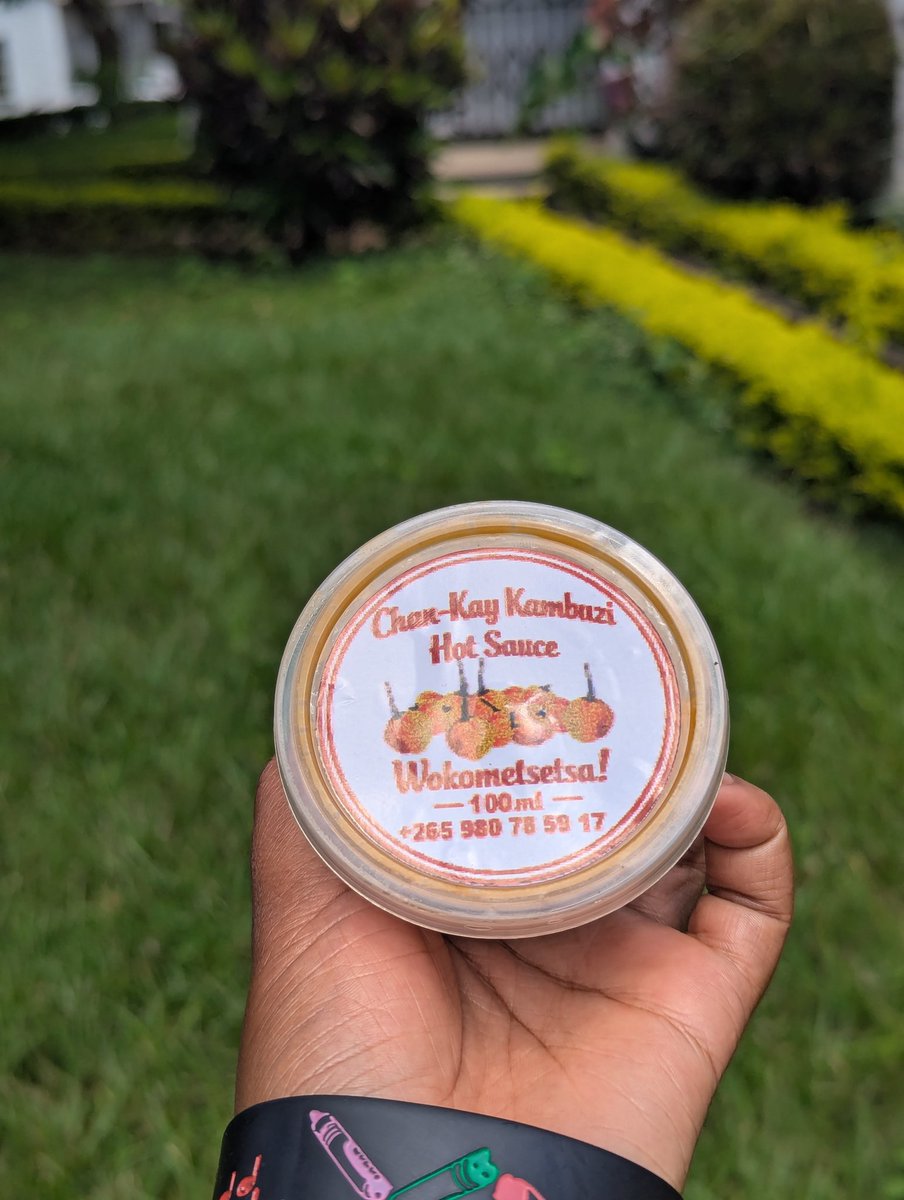 Chen-Kay Kambuzi
Hot Sauce
Wokometsetsa!
— 100ml —
+265 980 78 59 17